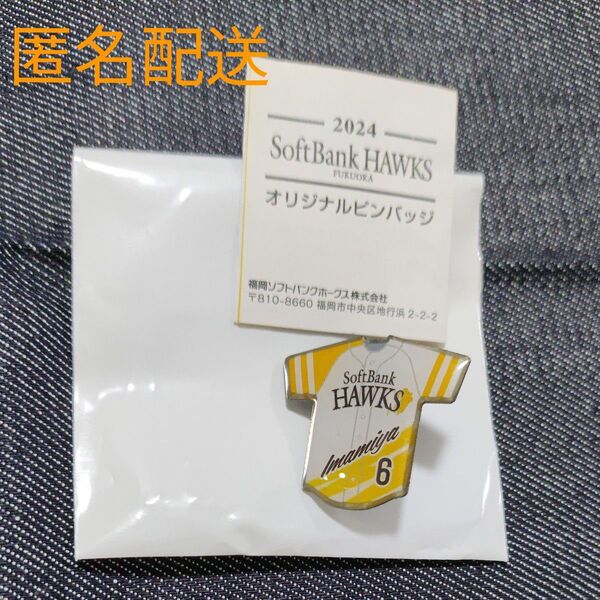 匿名配送
2024
SoftBank HAWKS
FUKUOKA
オリジナルピンバッジ
福岡ソフトバンクホークス株式会社
〒810-8660 福岡市中央区地行浜 2-2-2
SoftBank
HAWKS
Imamiya
6